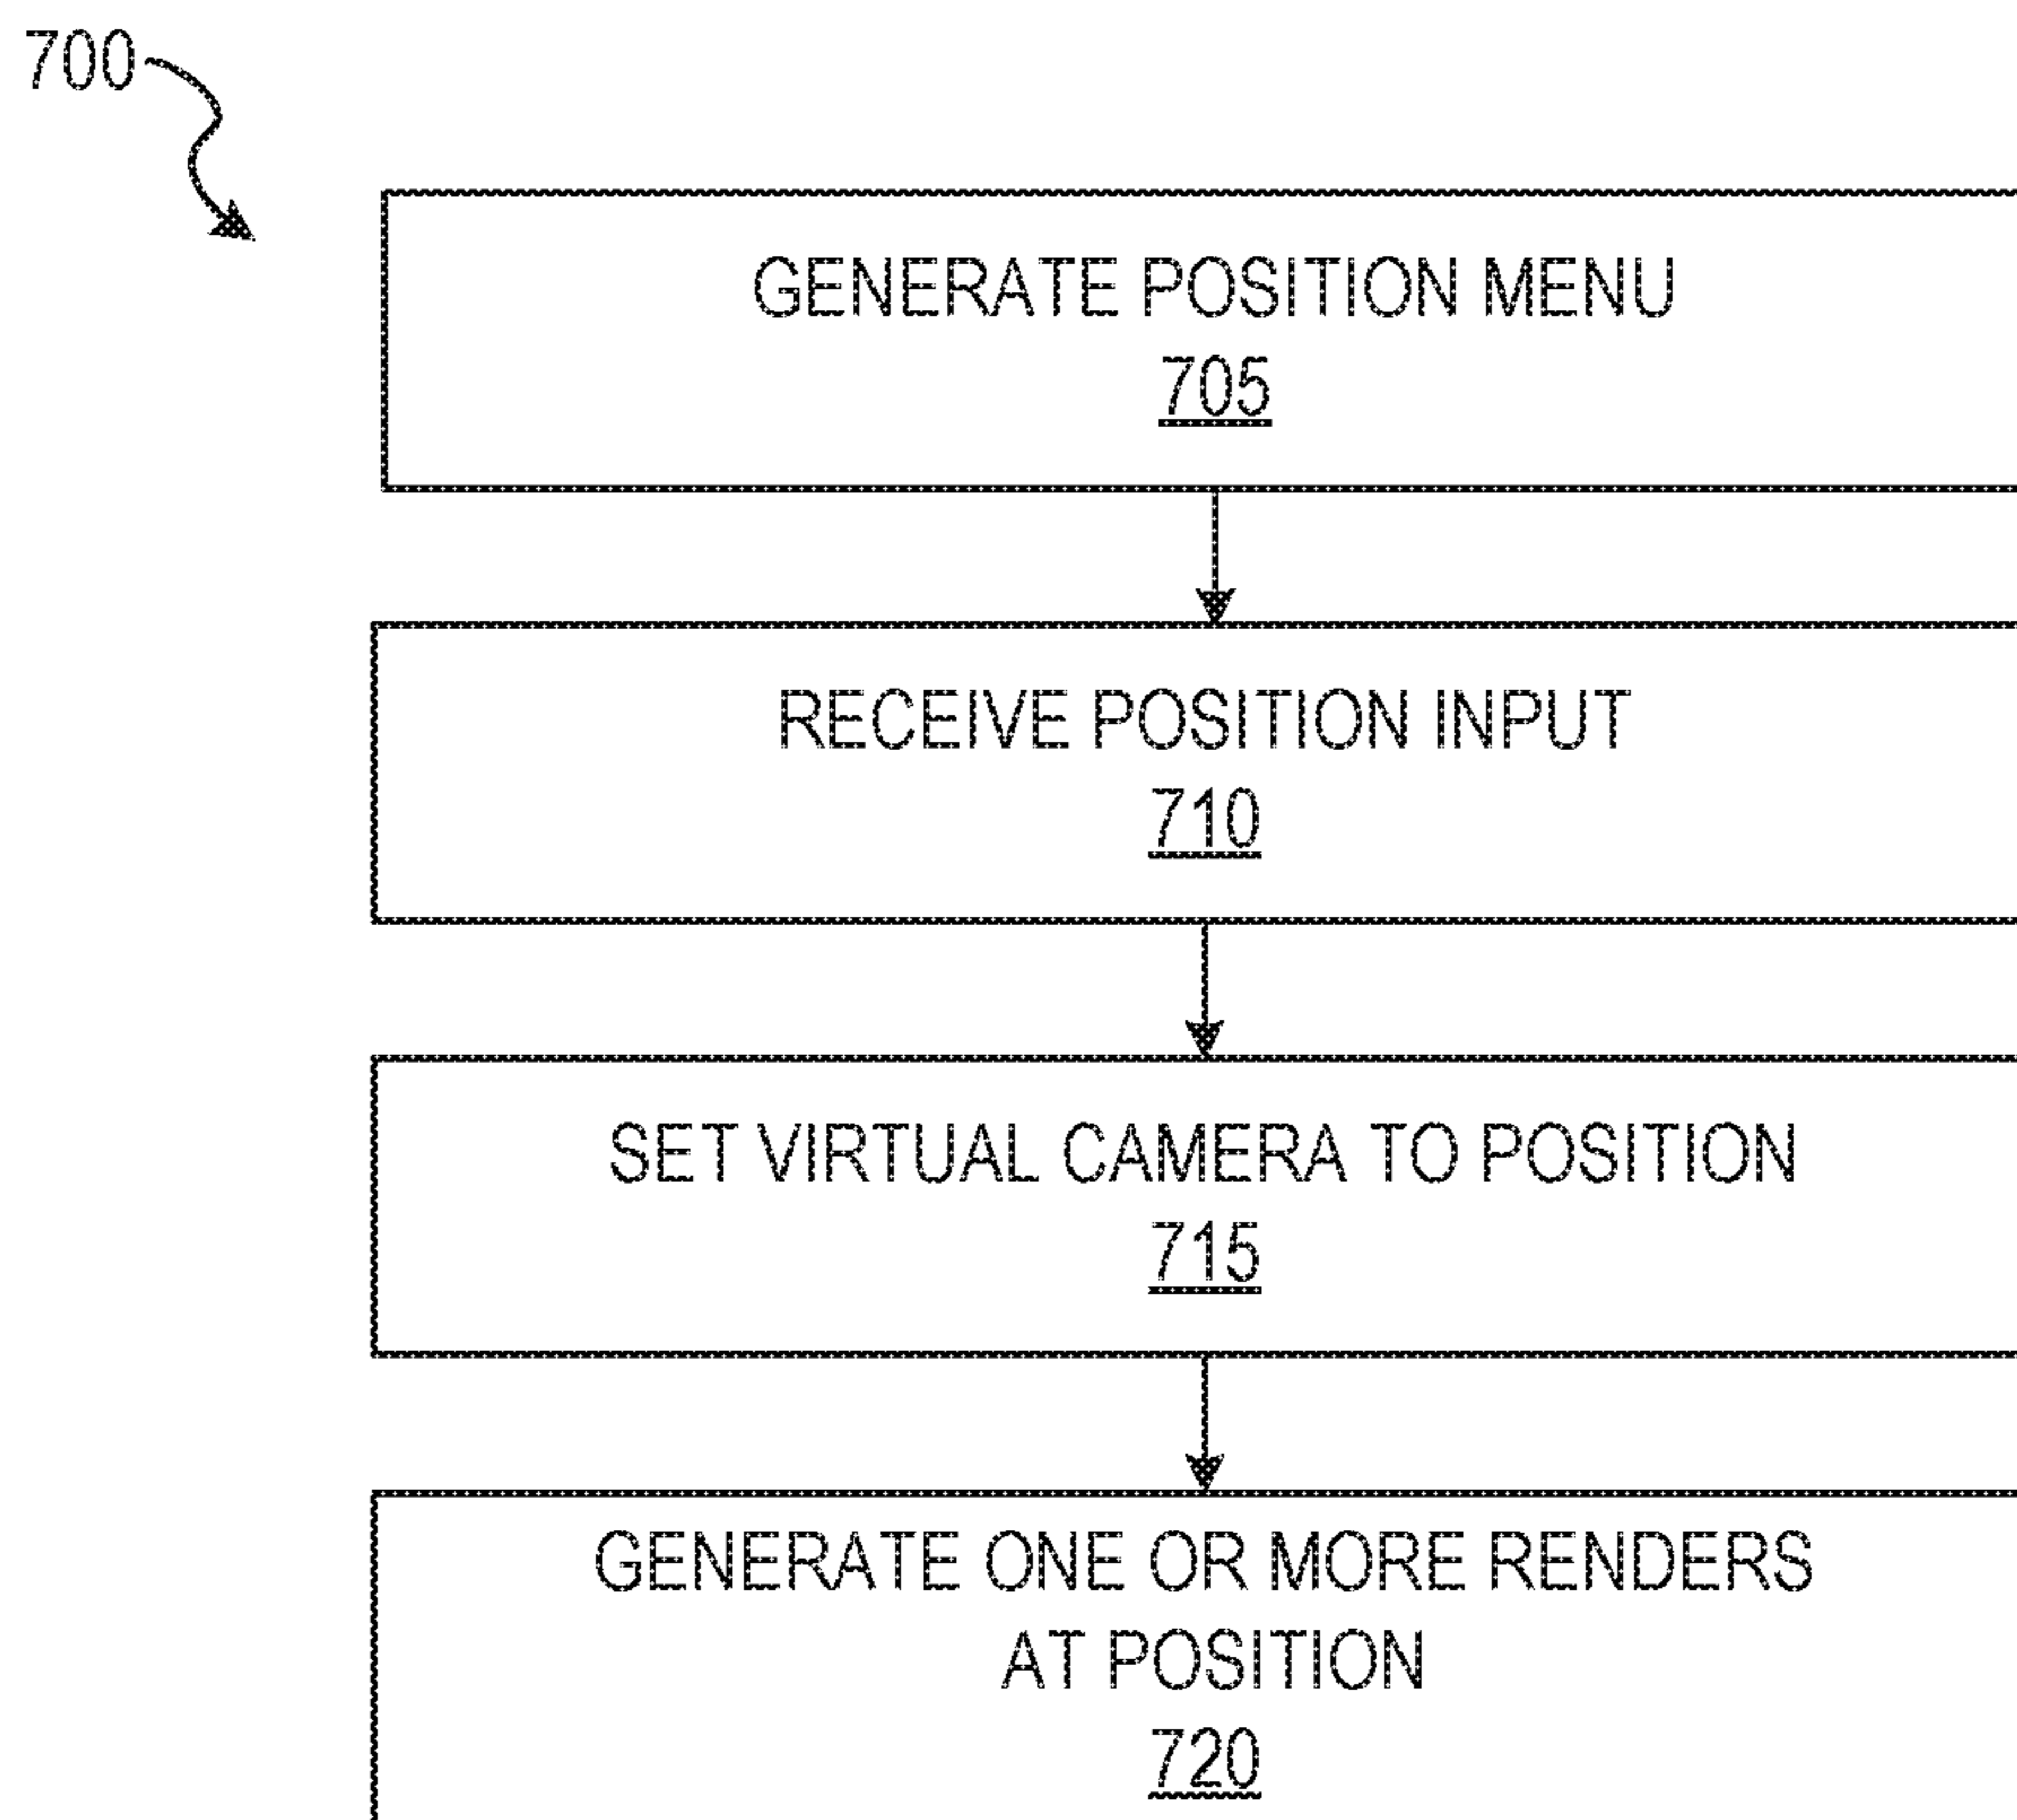 700
GENERATE POSITION MENU
705
RECEIVE POSITION INPUT
710
SET VIRTUAL CAMERA TO POSITION
715
GENERATE ONE OR MORE RENDERS
AT POSITION
720